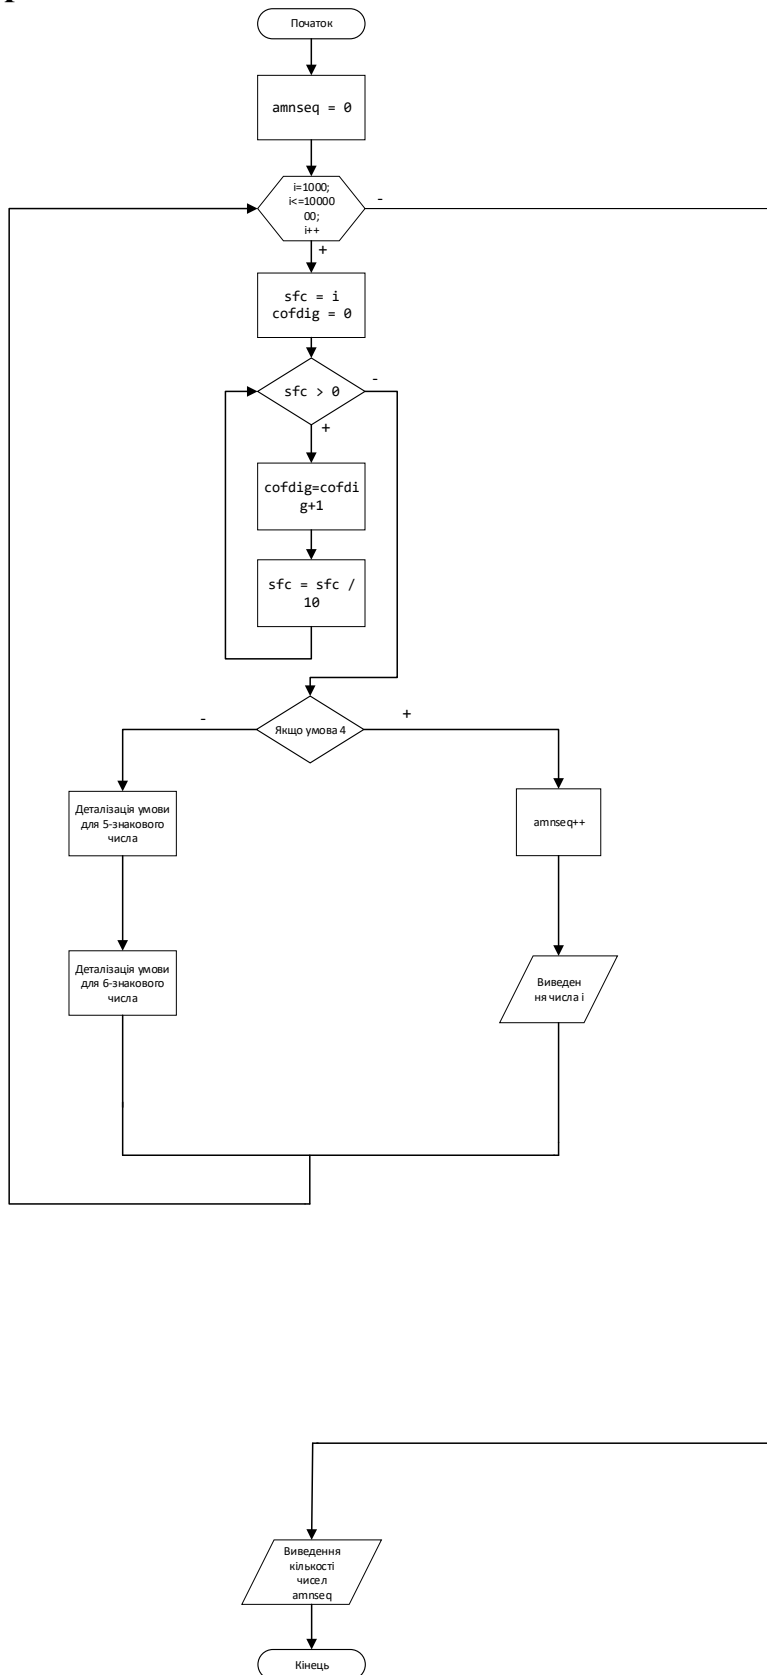 Початок
amnseq = 0
i=1000;
i<=10000
00;
i++
-
+
sfc = i
cofdig = 0
sfc > 0
-
+
cofdig=cofdi
g+1
sfc = sfc /
10
Якщо умова 4
-
+
Деталізація умови
для 5-знакового
числа
amnseq++
Деталізація умови
для 6-знакового
числа
Виведен
ня числа і
Виведення
кількості
чисел
amnseq
Кінець